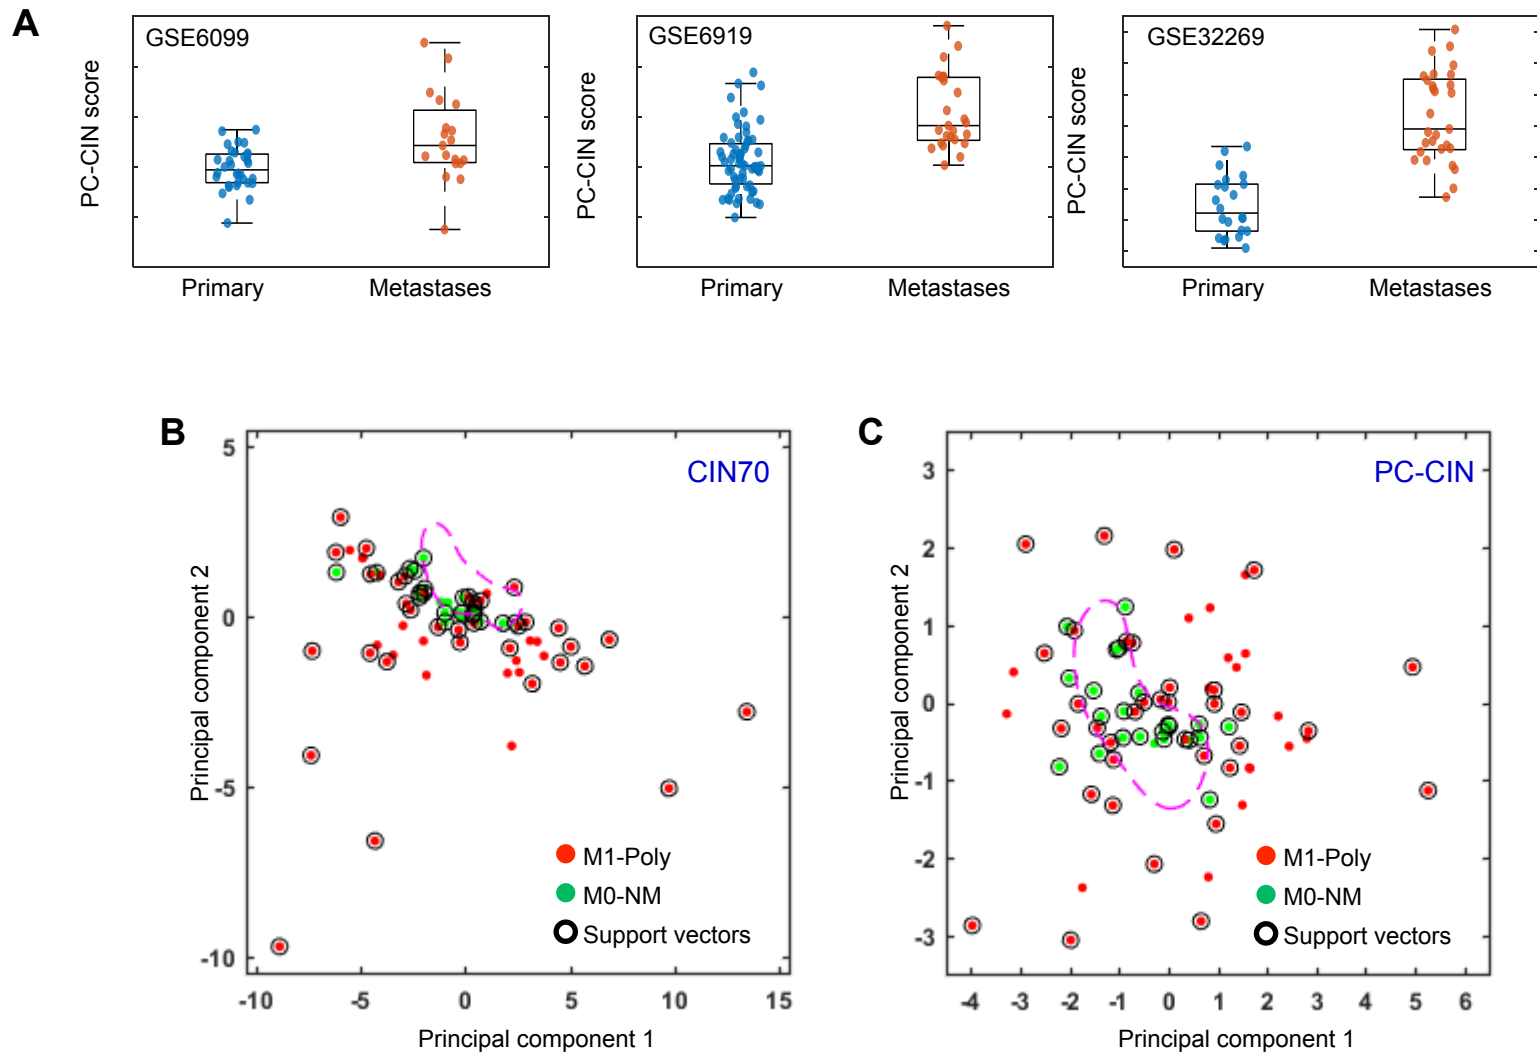 A
GSE6099
GSE6919
GSE32269
PC-CIN score
PC-CIN score
PC-CIN score
Primary
Metastases
Primary
Metastases
Primary
Metastases
B
CIN70
5
0
-5
-10
Principal component 2
M1-Poly
M0-NM
Support vectors
-10
-5
0
5
10
15
Principal component 1
C
PC-CIN
3
2
1
0
-1
-2
-3
Principal component 2
M1-Poly
M0-NM
Support vectors
-4
-3
-2
-1
0
1
2
3
4
5
6
Principal component 1